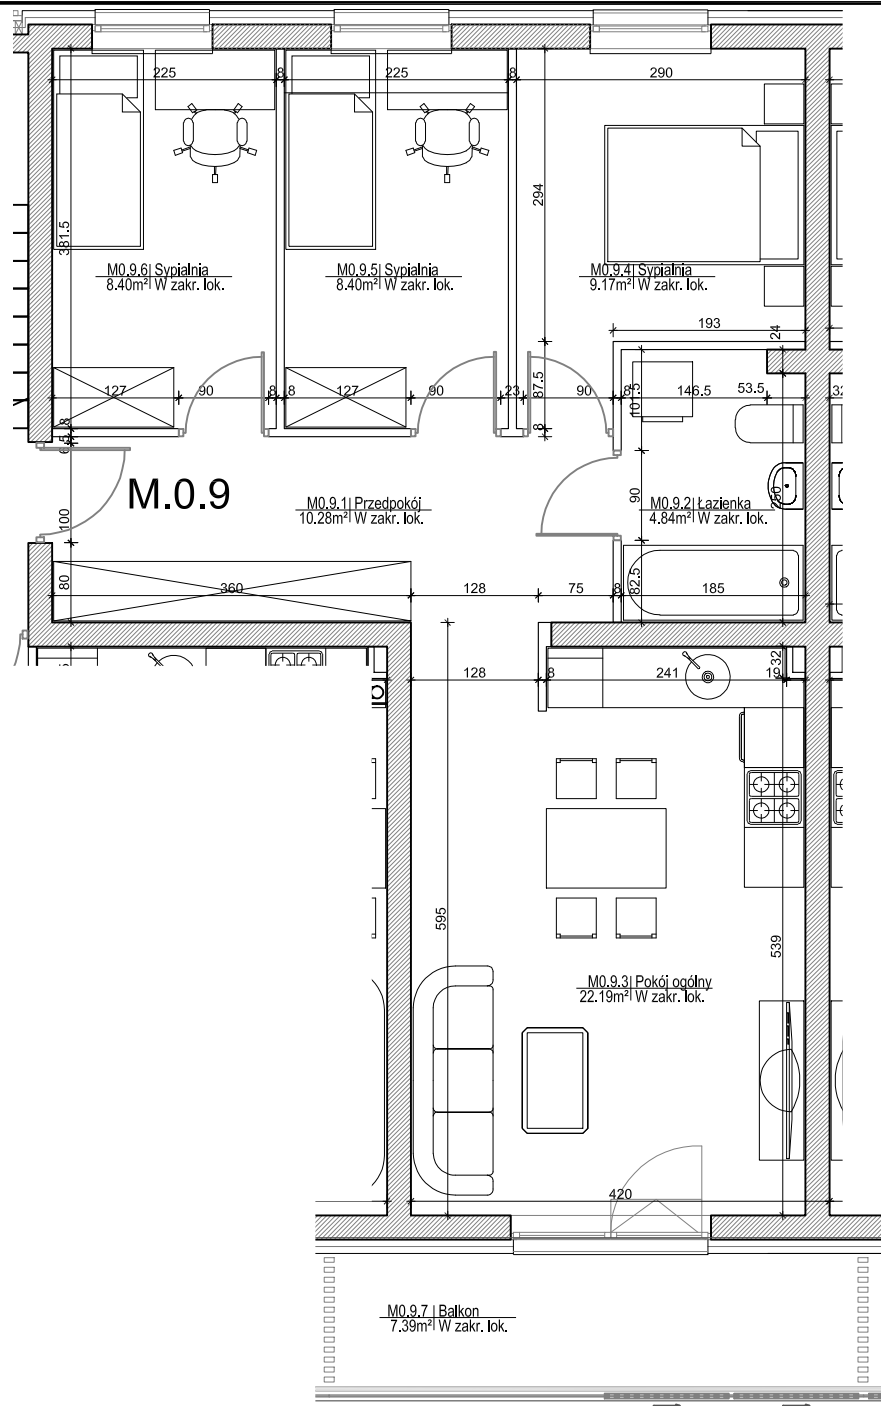 225
8
225
8
290
381.5
294
M0.9.6 | Sypialnia
8.40m² W zakr. lok.
M0.9.5 | Sypialnia
8.40m² W zakr. lok.
M0.9.4 | Sypialnia
9.17m² W zakr. lok.
193
24
127
90
8
8
127
90
23
87.5
90
8
101.5
146.5
53.5
32
8
8
100
M.0.9
M0.9.1 | Przedpokój
10.28m² W zakr. lok.
90
M0.9.2 | Łazienka
4.84m² W zakr. lok.
250
80
360
128
75
8
82.5
185
128
8
241
19
32
595
539
M0.9.3 | Pokój ogólny
22.19m² W zakr. lok.
420
M0.9.7 | Balkon
7.39m² W zakr. lok.